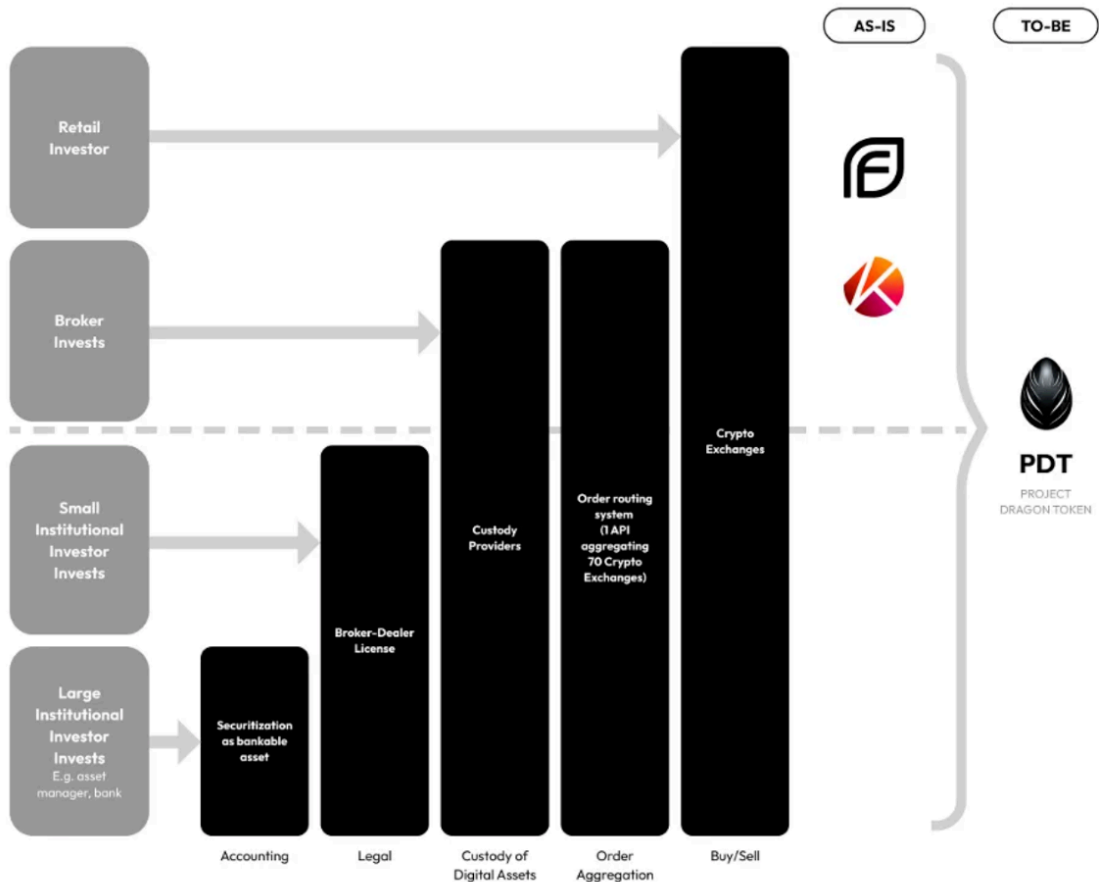 AS-IS
TO-BE
Retail
Investor
Broker
Invests
Small
Institutional
Investor
Invests
Large
Institutional
Investor
Invests
E.g. asset
manager, bank
Securitization
as bankable
asset
Broker-Dealer
License
Custody
Providers
Order routing
system
(1 API
aggregating
70 Crypto
Exchanges)
Crypto
Exchanges
PDT
PROJECT
DRAGON TOKEN
Accounting
Legal
Custody of
Digital Assets
Order
Aggregation
Buy/Sell